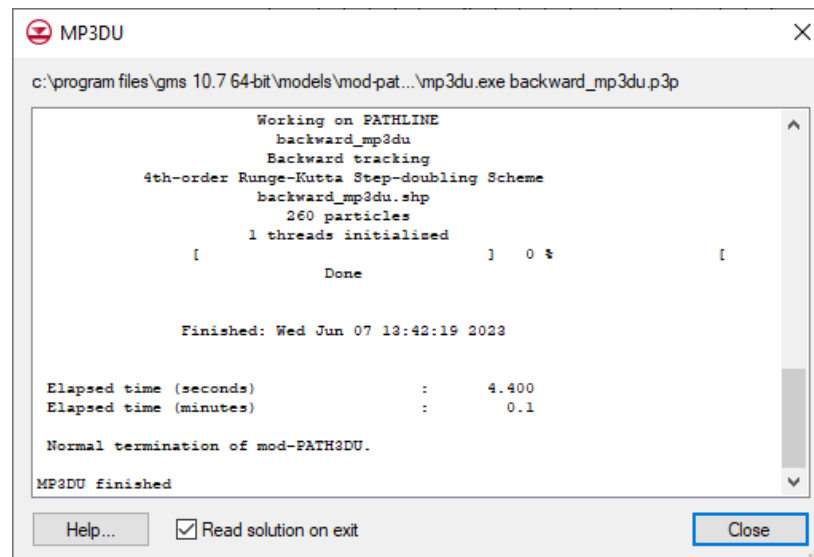 MP3DU
c:\program files\gms 10.7 64-bit\models\mod-pat...\mp3du.exe backward_mp3du.p3p
Working on PATHLINE
backward_mp3du
Backward tracking
4th-order Runge-Kutta Step-doubling Scheme
backward_mp3du.shp
260 particles
1 threads initialized
[ ] 0 % [
Done
Finished: Wed Jun 07 13:42:19 2023
Elapsed time (seconds) : 4.400
Elapsed time (minutes) : 0.1
Normal termination of mod-PATH3DU.
MP3DU finished
Help... Read solution on exit Close